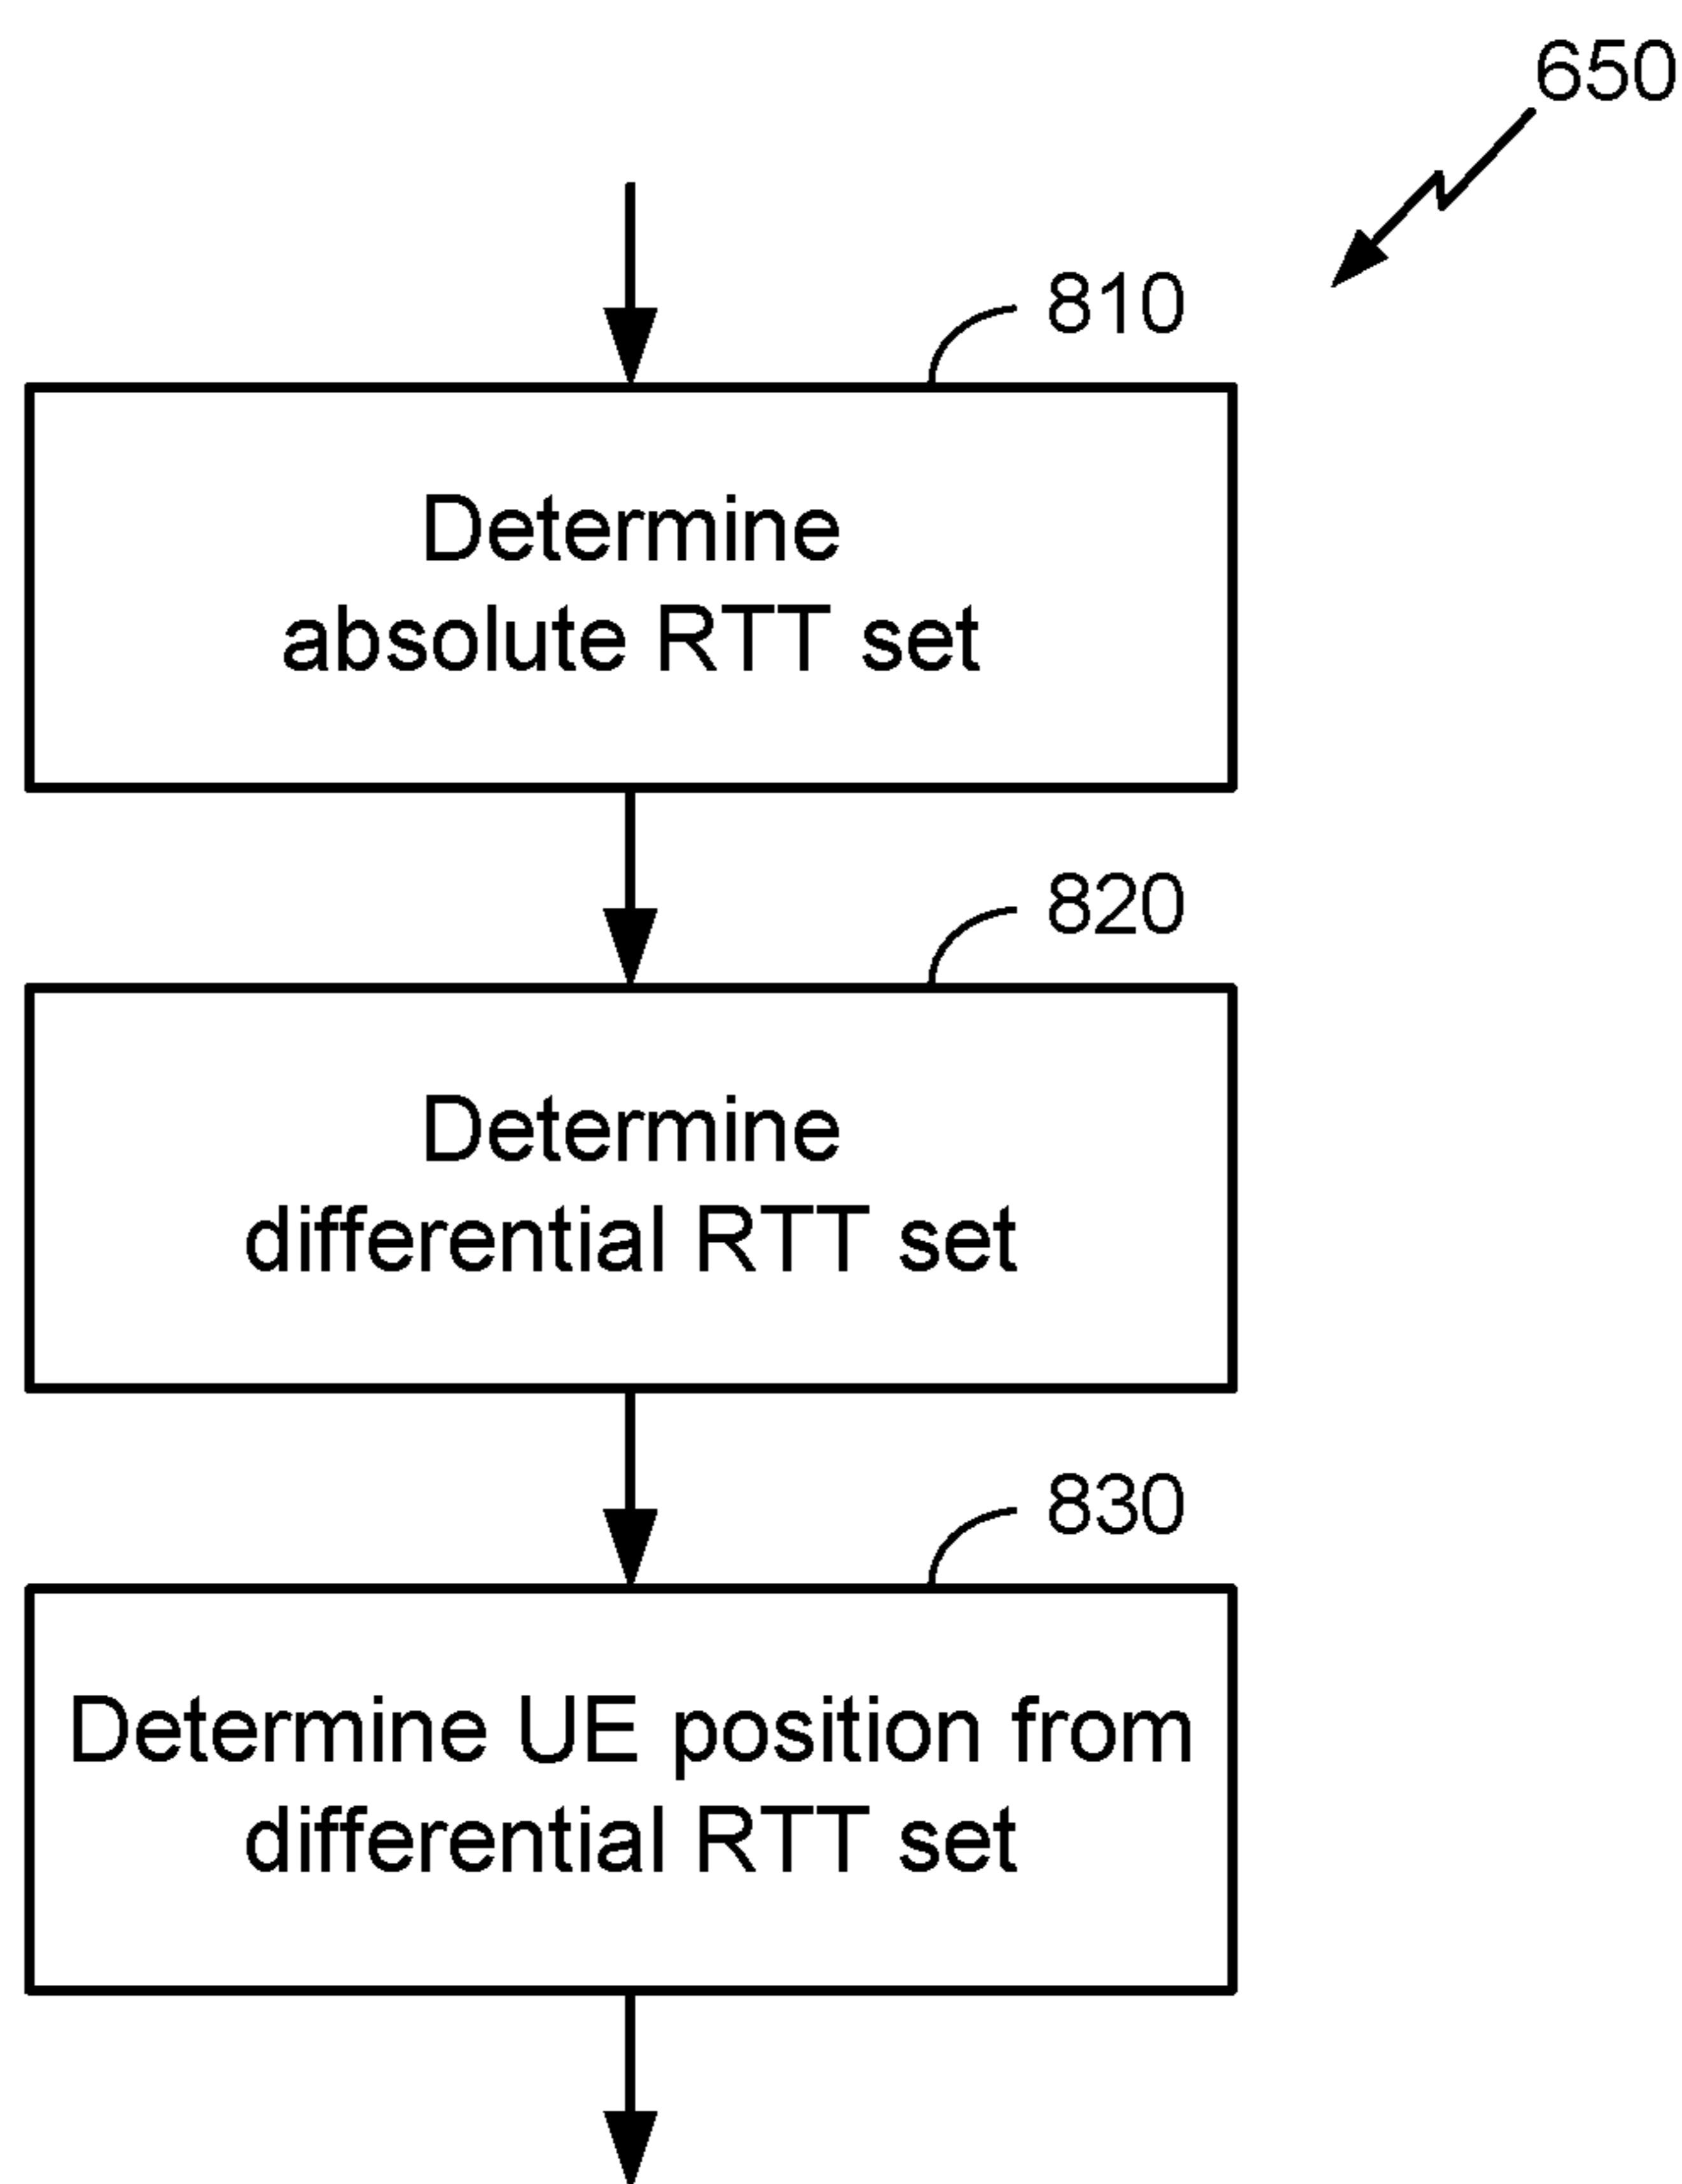 650
810
Determine
absolute RTT set
820
Determine
differential RTT set
830
Determine UE position from
differential RTT set